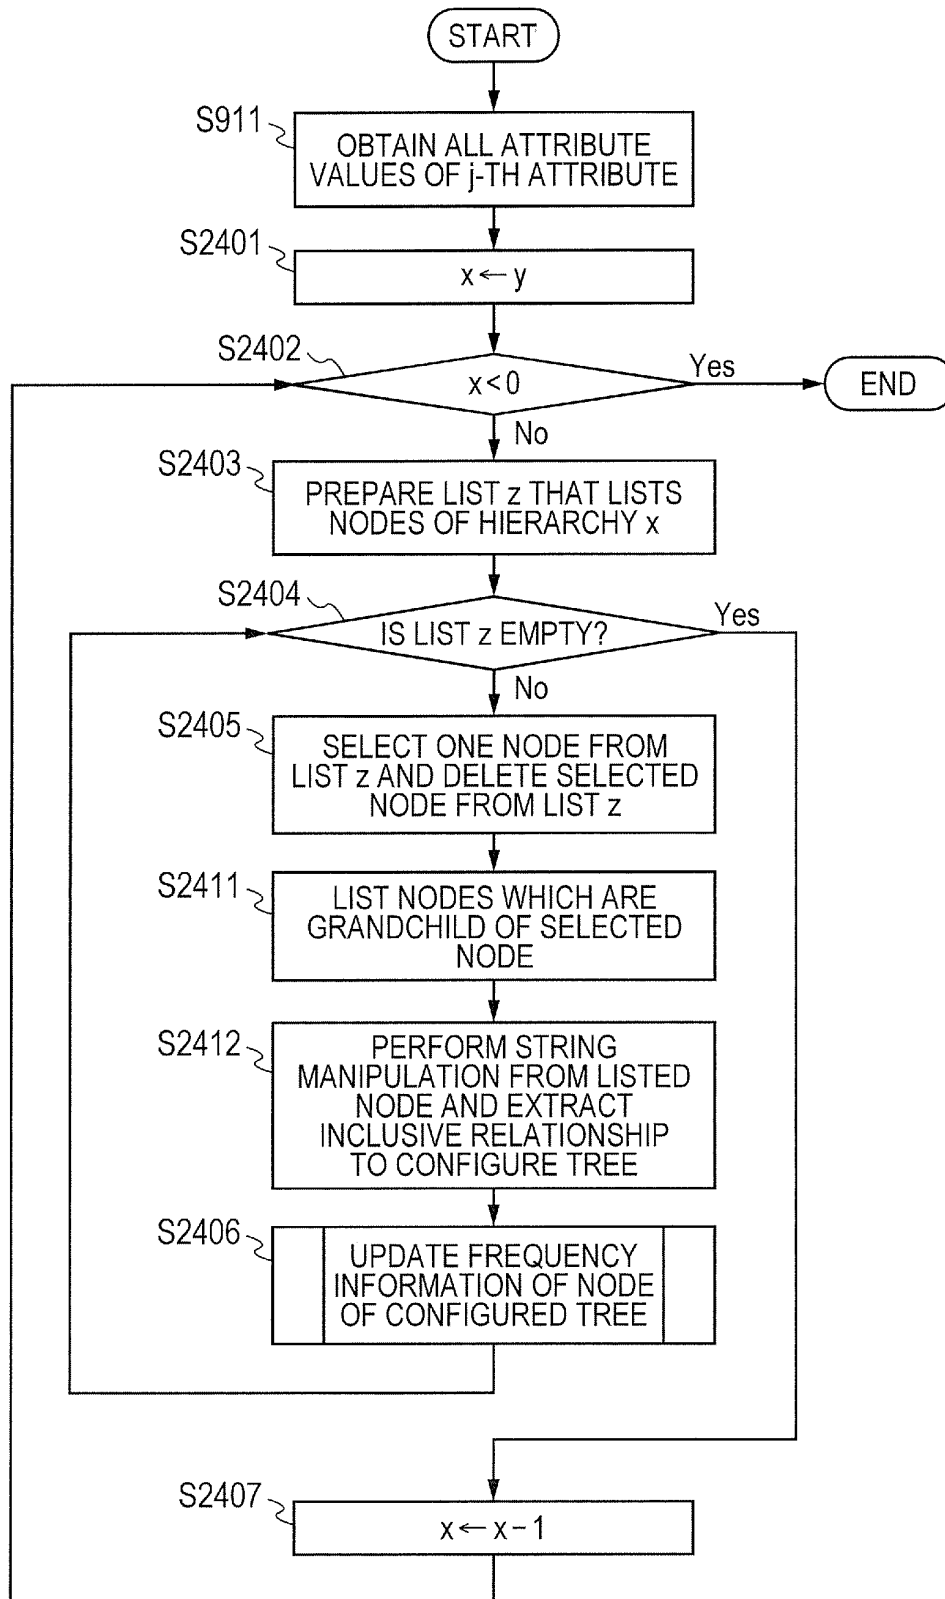 START
S911
OBTAIN ALL ATTRIBUTE
VALUES OF j-TH ATTRIBUTE
S2401
x ← y
S2402
x < 0
Yes
END
No
S2403
PREPARE LIST z THAT LISTS
NODES OF HIERARCHY x
S2404
IS LIST z EMPTY?
Yes
No
S2405
SELECT ONE NODE FROM
LIST z AND DELETE SELECTED
NODE FROM LIST z
S2411
LIST NODES WHICH ARE
GRANDCHILD OF SELECTED
NODE
S2412
PERFORM STRING
MANIPULATION FROM LISTED
NODE AND EXTRACT
INCLUSIVE RELATIONSHIP
TO CONFIGURE TREE
S2406
UPDATE FREQUENCY
INFORMATION OF NODE
OF CONFIGURED TREE
S2407
x ← x - 1